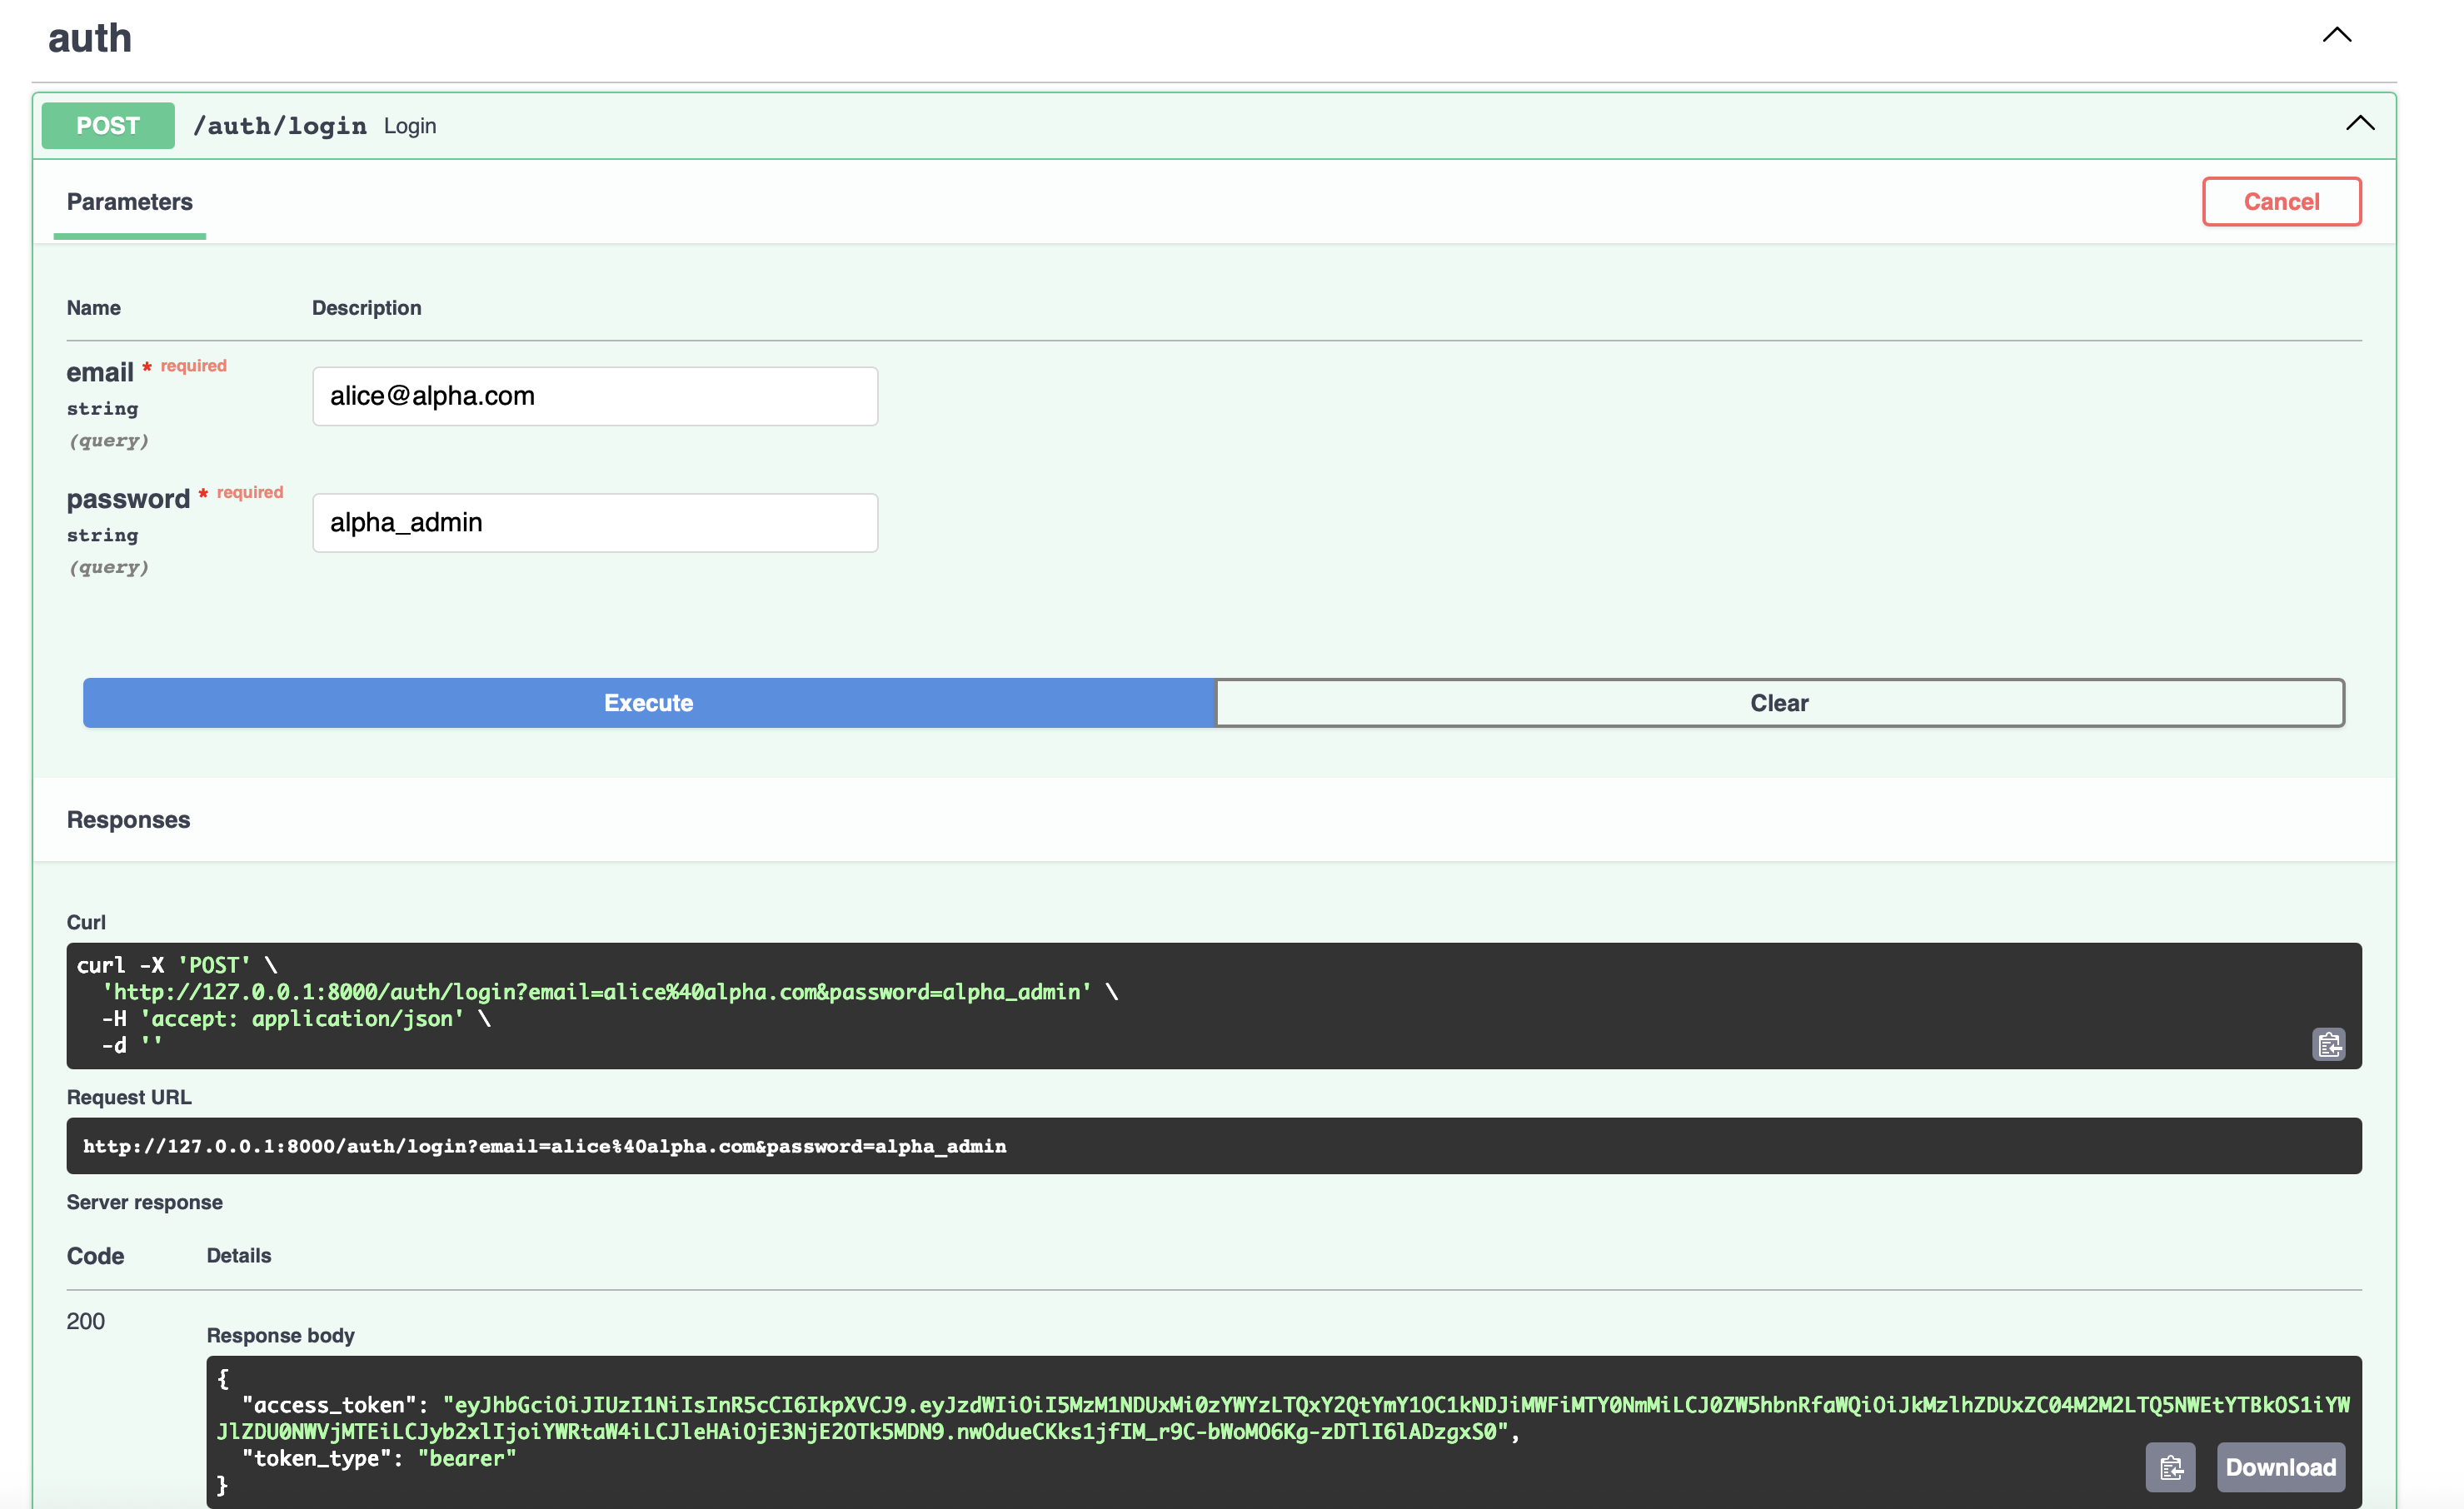 auth
POST /auth/login Login
Parameters
Cancel
Name Description
email * required
string
(query)
alice@alpha.com
password * required
string
(query)
alpha_admin
Execute Clear
Responses
Curl
curl -X 'POST' \
'http://127.0.0.1:8000/auth/login?email=alice%40alpha.com&password=alpha_admin' \
-H 'accept: application/json' \
-d ''
Request URL
http://127.0.0.1:8000/auth/login?email=alice%40alpha.com&password=alpha_admin
Server response
Code Details
200
Response body
{
"access_token": "eyJhbGciOiJIUzI1NiIsInR5cCI6IkpXVCJ9.eyJzdWIiOiI5MzM1NDUxMi0zYWYzLTQxY2QtYmY1OC1kNDJiMWFiMTY0NmMiLCJ0ZW5hbnRfaWQiOiJkMzlhZDUxZC04M2M2LTQ5NWEtYTBkOS1iYW
JlZDU0NWVjMTEiLCJyb2xlIjoiYWRtaW4iLCJleHAiOjE3NjE2OTk5MDN9.nwOdueCKks1jfIM_r9C-bWoMO6Kg-zDTlI6lADzgxS0",
"token_type": "bearer"
}
Download